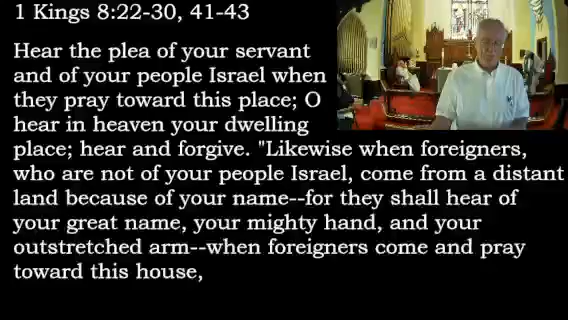 1 Kings 8:22-30, 41-43
Hear the plea of your servant
and of your people Israel when
they pray toward this place; O
hear in heaven your dwelling
place; hear and forgive. "Likewise when foreigners,
who are not of your people Israel, come from a distant
land because of your name--for they shall hear of
your great name, your mighty hand, and your
outstretched arm--when foreigners come and pray
toward this house,